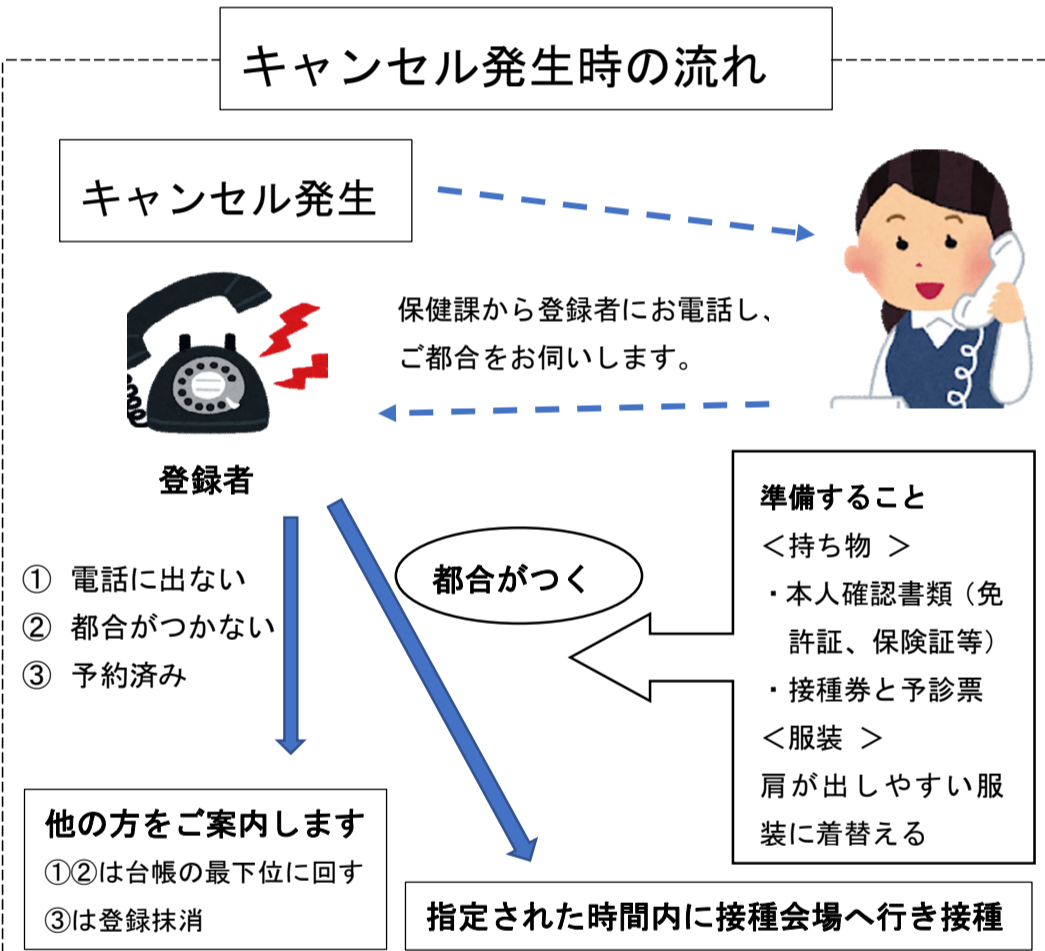 キャンセル発生時の流れ
キャンセル発生
保健課から登録者にお電話し、
ご都合をお伺いします。
登録者
① 電話に出ない
② 都合がつかない
③ 予約済み
都合がつく
準備すること
＜持ち物 ＞
・本人確認書類（免
許証、保険証等）
・接種券と予診票
＜服装 ＞
肩が出しやすい服
装に着替える
他の方をご案内します
①②は台帳の最下位に回す
③は登録抹消
指定された時間内に接種会場へ行き接種